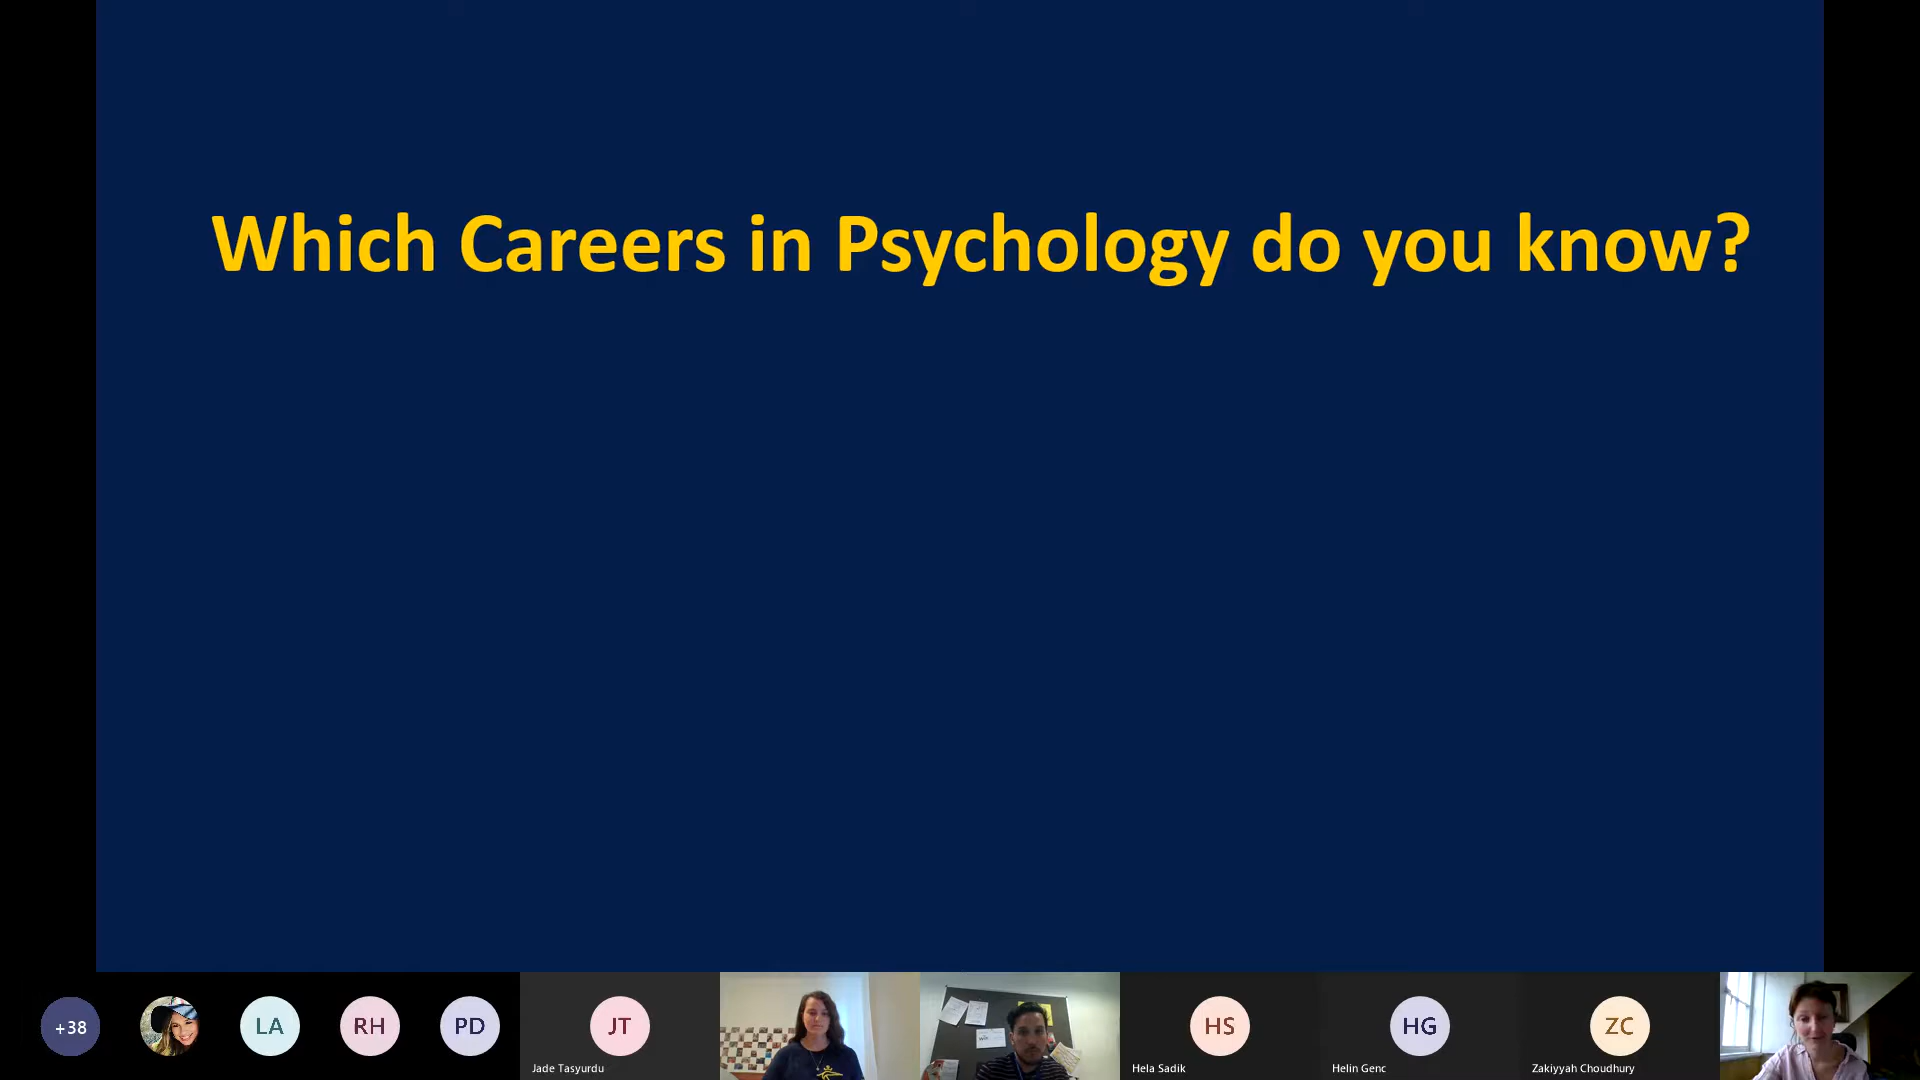 Which Careers in Psychology do you know?
+38
LA
RH
PD
JT
HS
HG
ZC
Jade Tasyurdu
Hela Sadik
Helin Genc
Zakiyyah Choudhury